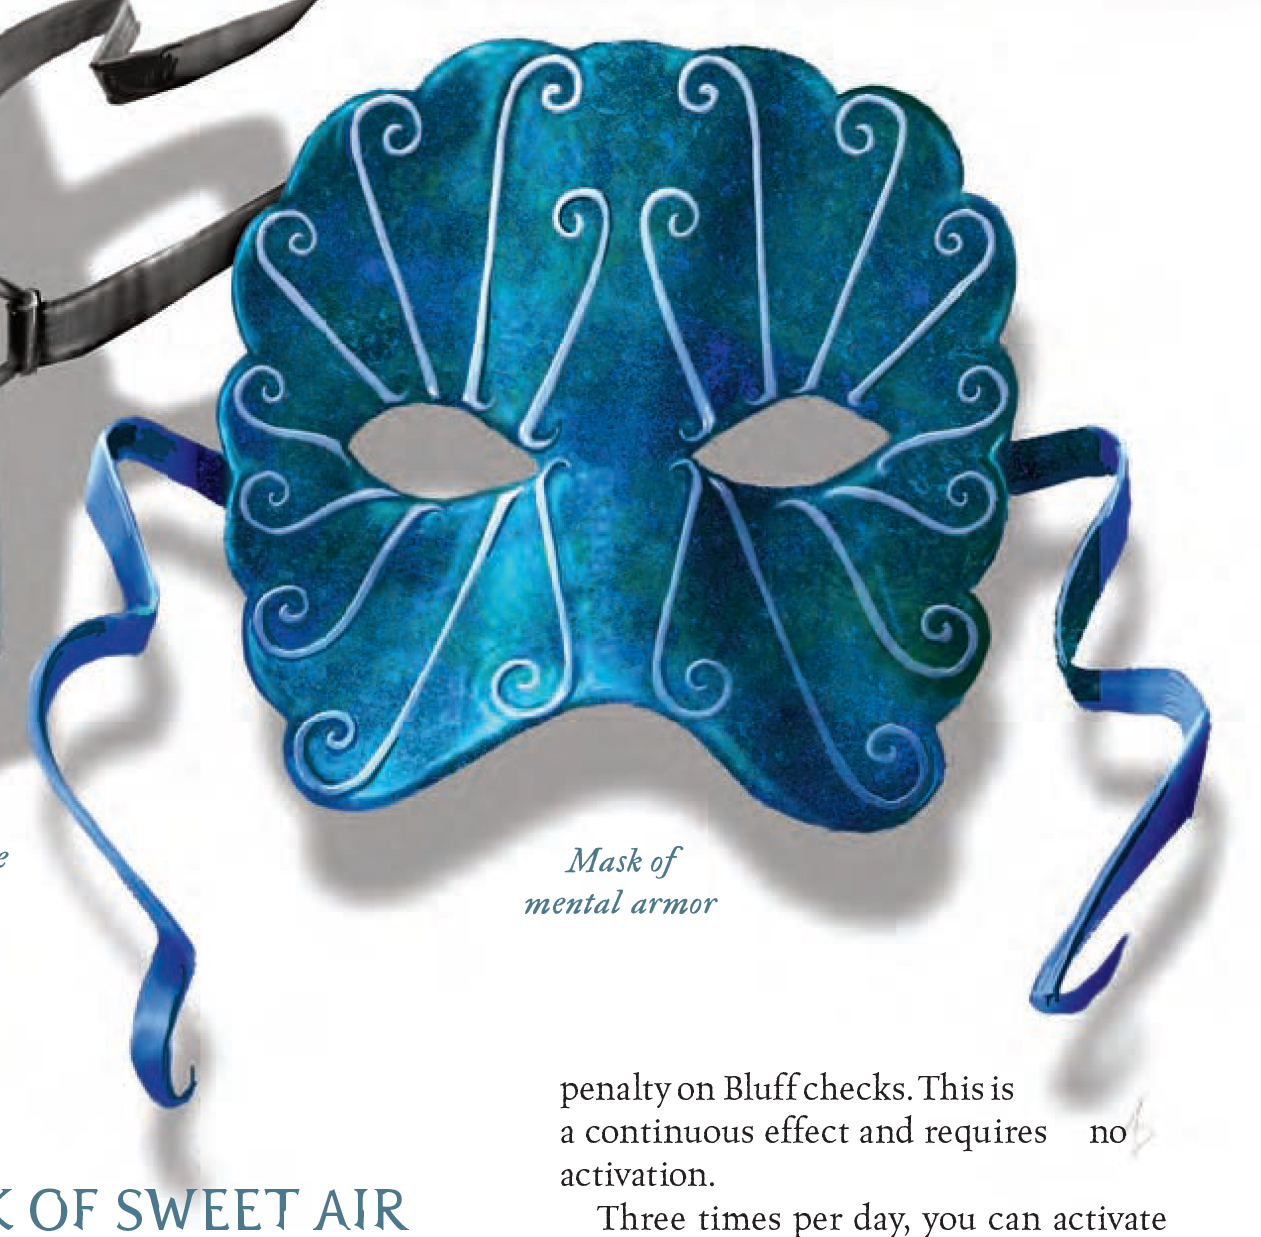 Mask of
mental armor
penalty on Bluff checks. This is
a continuous effect and requires no
activation.
OF SWEET AIR
Three times per day, you can activate